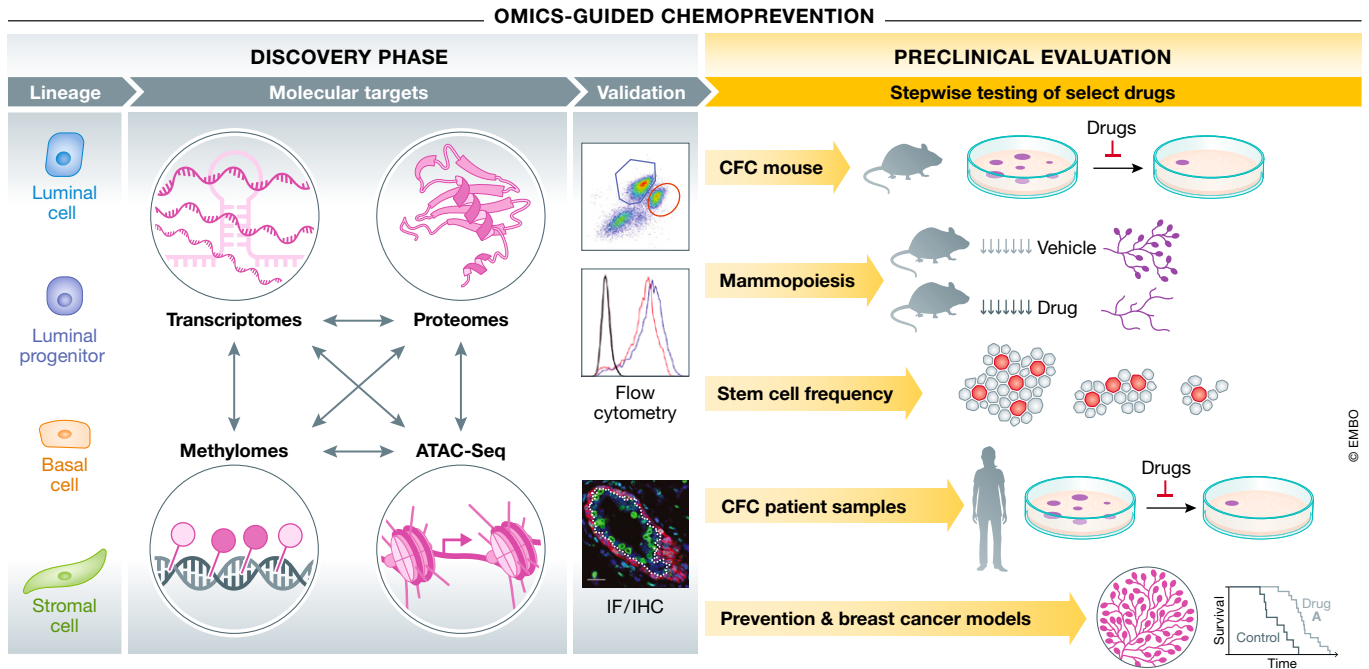 OMICS-GUIDED CHEMOPREVENTION
DISCOVERY PHASE
PRECLINICAL EVALUATION
Lineage
Molecular targets
Validation
Stepwise testing of select drugs
Luminal
cell
Luminal
progenitor
Basal
cell
Stromal
cell
Transcriptomes
Proteomes
Methylomes
ATAC-Seq
Flow
cytometry
IF/IHC
CFC mouse
Drugs
Mammopoiesis
Vehicle
Drug
Stem cell frequency
CFC patient samples
Drugs
Prevention & breast cancer models
Survival
Control
Drug
A
Time
© EMBO